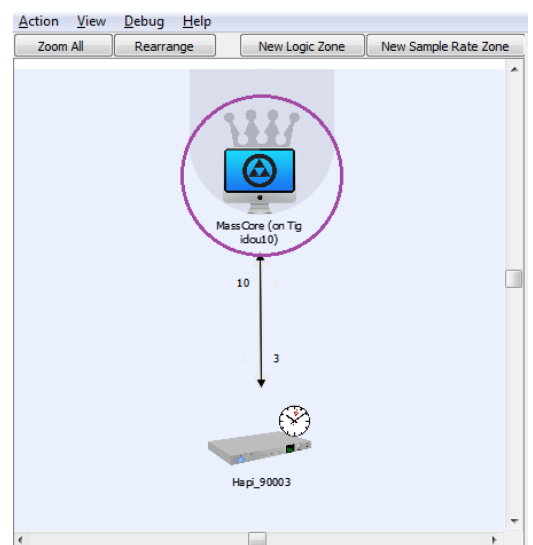 Action View Debug Help
Zoom All Rearrange New Logic Zone New Sample Rate Zone
MassCore (on Tig
idou10)
10
3
Hapi_90003